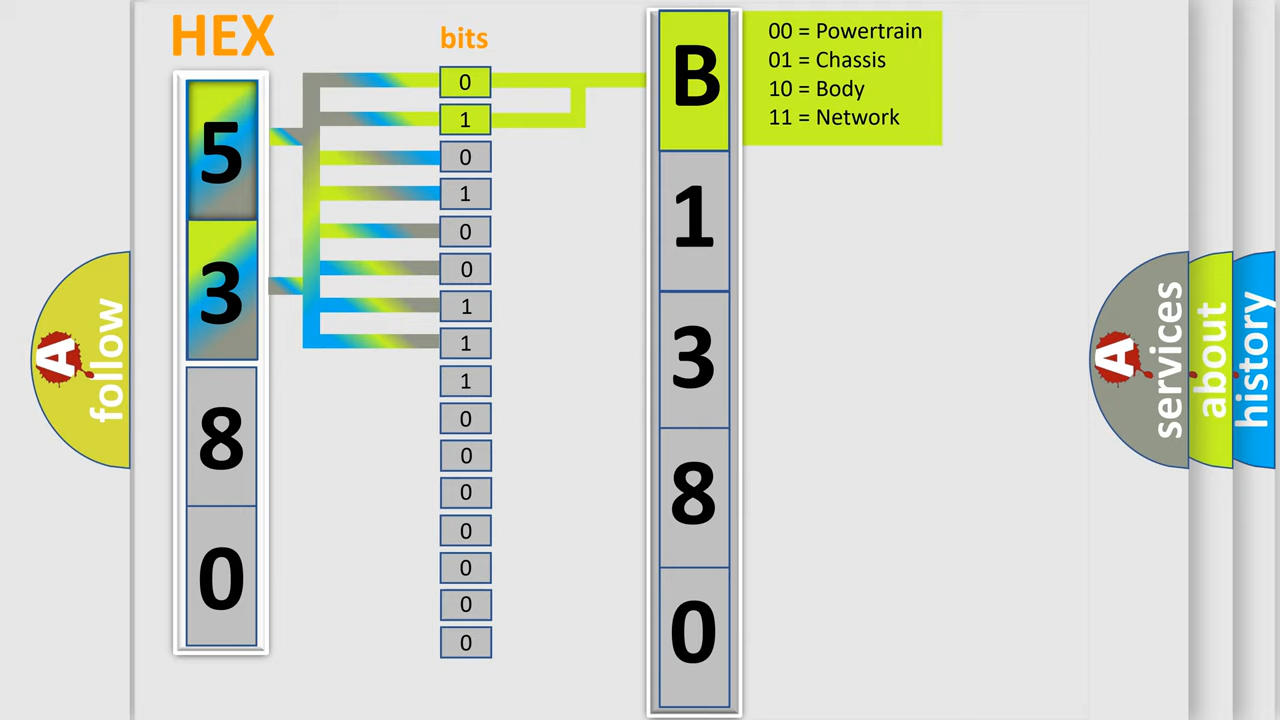 HEX
bits
5
3
8
0
0
1
0
1
0
0
1
1
1
0
0
0
0
0
0
0
B
1
3
8
0
00 = Powertrain
01 = Chassis
10 = Body
11 = Network
A
follow
A
services
about
history